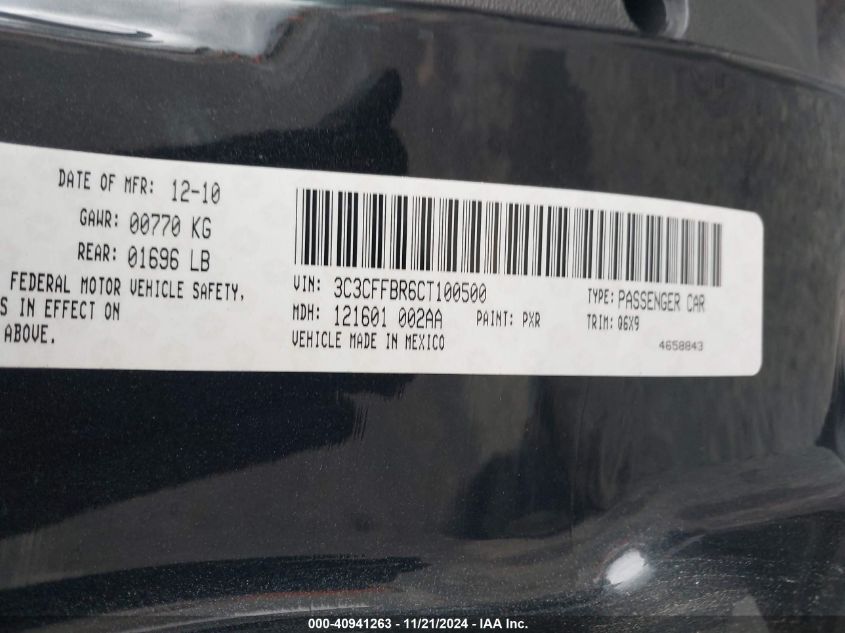 DATE OF MFR: 12-10
GAWR: 00770 KG
REAR: 01696 LB
FEDERAL MOTOR VEHICLE SAFETY,
S IN EFFECT ON
ABOVE.
VIN: 3C3CFFBR6CT100500
TYPE: PASSENGER CAR
MDH: 121601 002AA PAINT: PXR
TRIM: Q6X9
VEHICLE MADE IN MEXICO
4658843
000-40941263 - 11/21/2024 - IAA Inc.